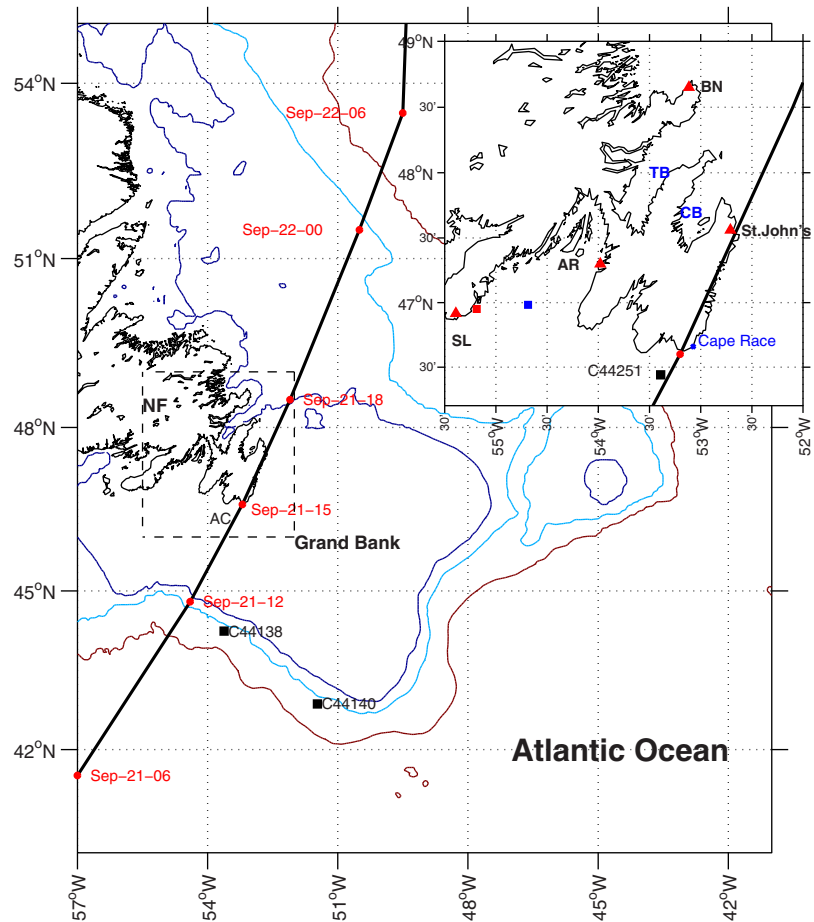 54°N
51°N
48°N
45°N
42°N
57°W
54°W
51°W
48°W
45°W
42°W
Sep-22-06
Sep-22-00
Sep-21-18
Sep-21-15
Sep-21-12
Sep-21-06
NF
AC
Grand Bank
C44138
C44140
Atlantic Ocean
49°N
30'
48°N
30'
47°N
30'
30'
55°W
30'
54°W
30'
53°W
30'
52°W
BN
TB
CB
St.John's
AR
SL
Cape Race
C44251